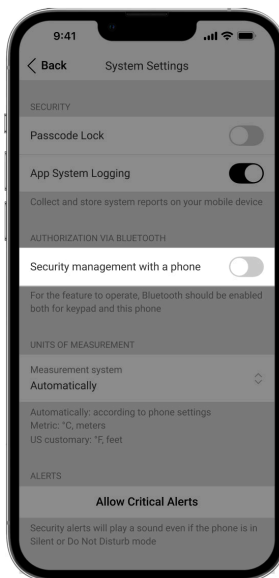 9:41
Back
System Settings
SECURITY
Passcode Lock
App System Logging
Collect and store system reports on your mobile device
AUTHORIZATION VIA BLUETOOTH
Security management with a phone
For the feature to operate, Bluetooth should be enabled
both for keypad and this phone
UNITS OF MEASUREMENT
Measurement system
Automatically
Automatically: according to phone settings
Metric: °C, meters
US customary: °F, feet
ALERTS
Allow Critical Alerts
Security alerts will play a sound even if the phone is in
Silent or Do Not Disturb mode